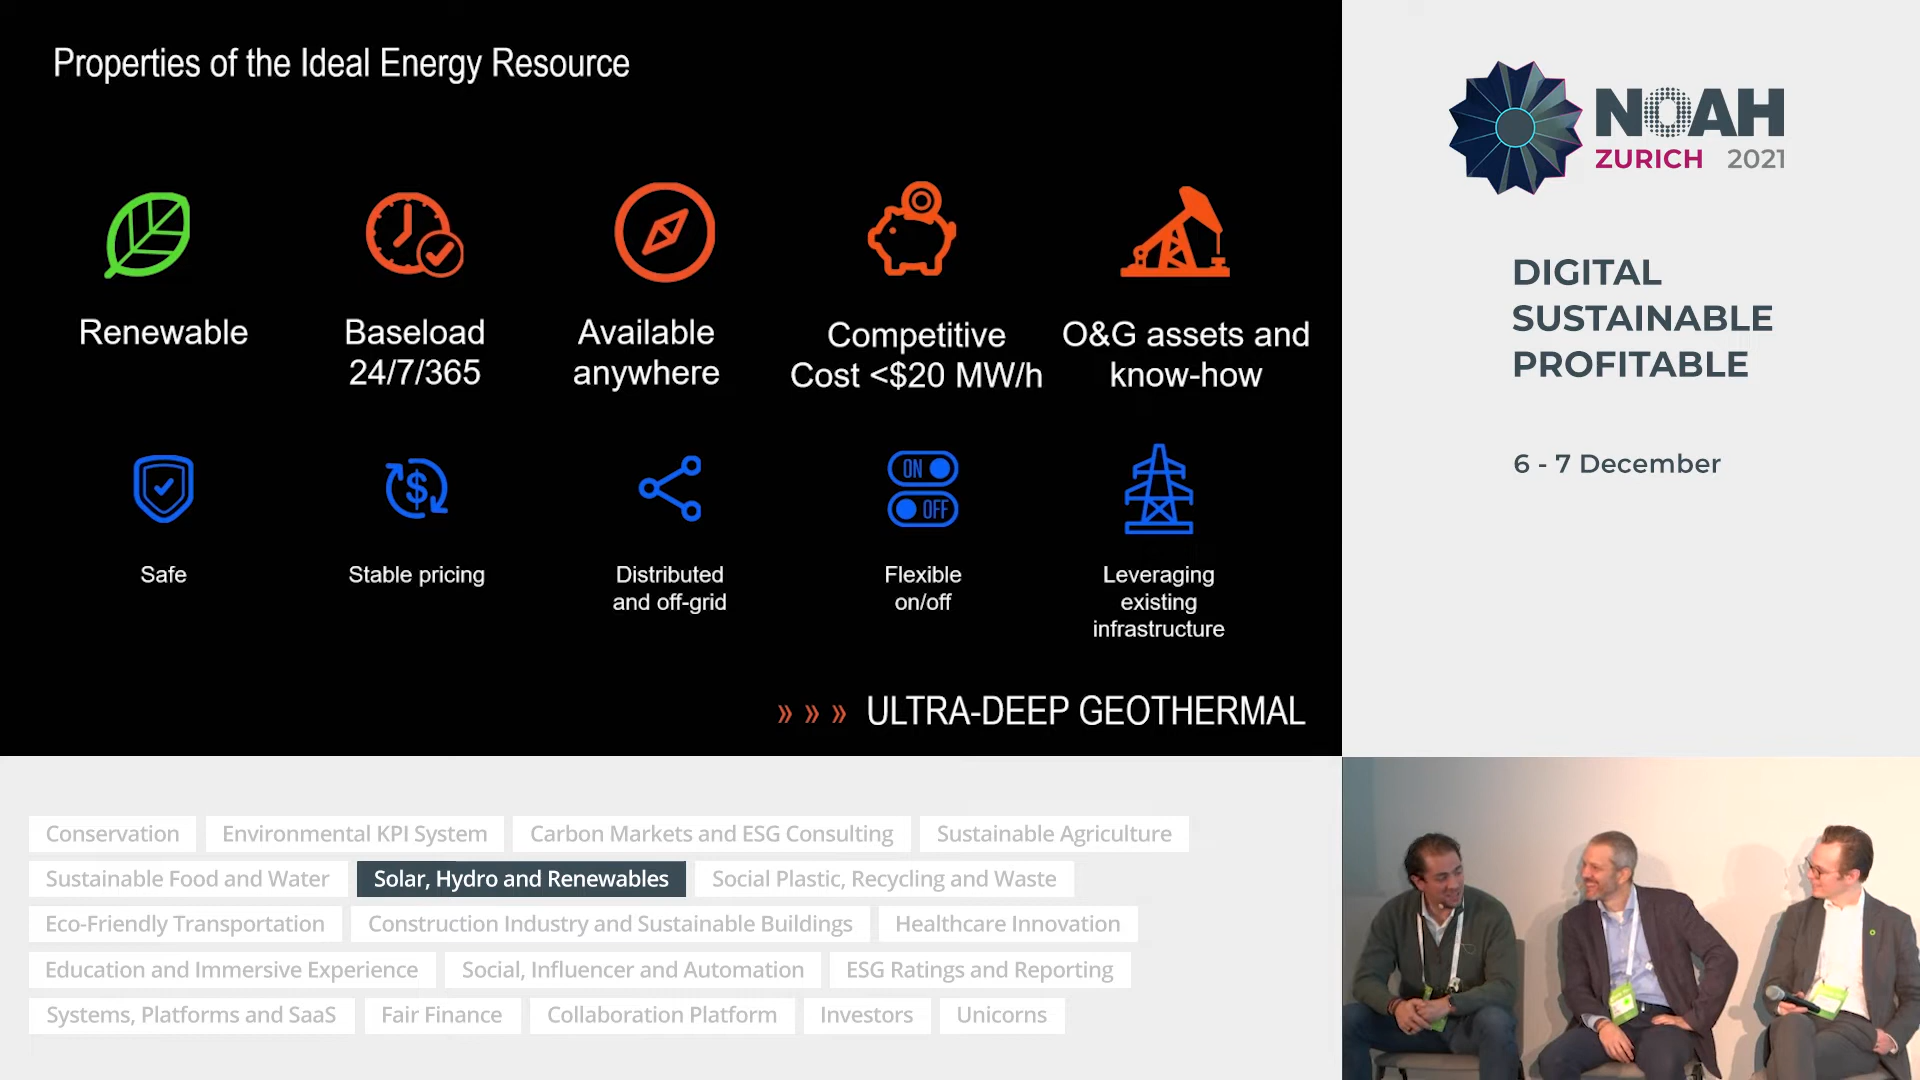 Properties of the Ideal Energy Resource
Renewable
Baseload
24/7/365
Available
anywhere
Competitive
Cost <$20 MW/h
O&G assets and
know-how
Safe
Stable pricing
Distributed
and off-grid
ON
OFF
Flexible
on/off
Leveraging
existing
infrastructure
» » » ULTRA-DEEP GEOTHERMAL
NOAH
ZURICH 2021
DIGITAL
SUSTAINABLE
PROFITABLE
6 - 7 December
Conservation Environmental KPI System Carbon Markets and ESG Consulting Sustainable Agriculture
Sustainable Food and Water Solar, Hydro and Renewables Social Plastic, Recycling and Waste
Eco-Friendly Transportation Construction Industry and Sustainable Buildings Healthcare Innovation
Education and Immersive Experience Social, Influencer and Automation ESG Ratings and Reporting
Systems, Platforms and SaaS Fair Finance Collaboration Platform Investors Unicorns